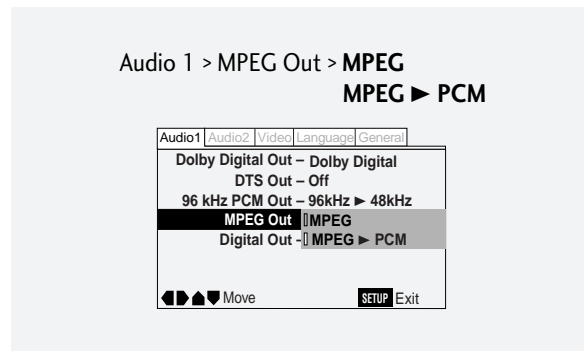 Audio 1 > MPEG Out > MPEG
MPEG ► PCM
Audio1 Audio2 Video Language General
Dolby Digital Out – Dolby Digital
DTS Out – Off
96 kHz PCM Out – 96kHz ► 48kHz
MPEG Out ▯MPEG
Digital Out -▯ MPEG ► PCM
Move SETUP Exit